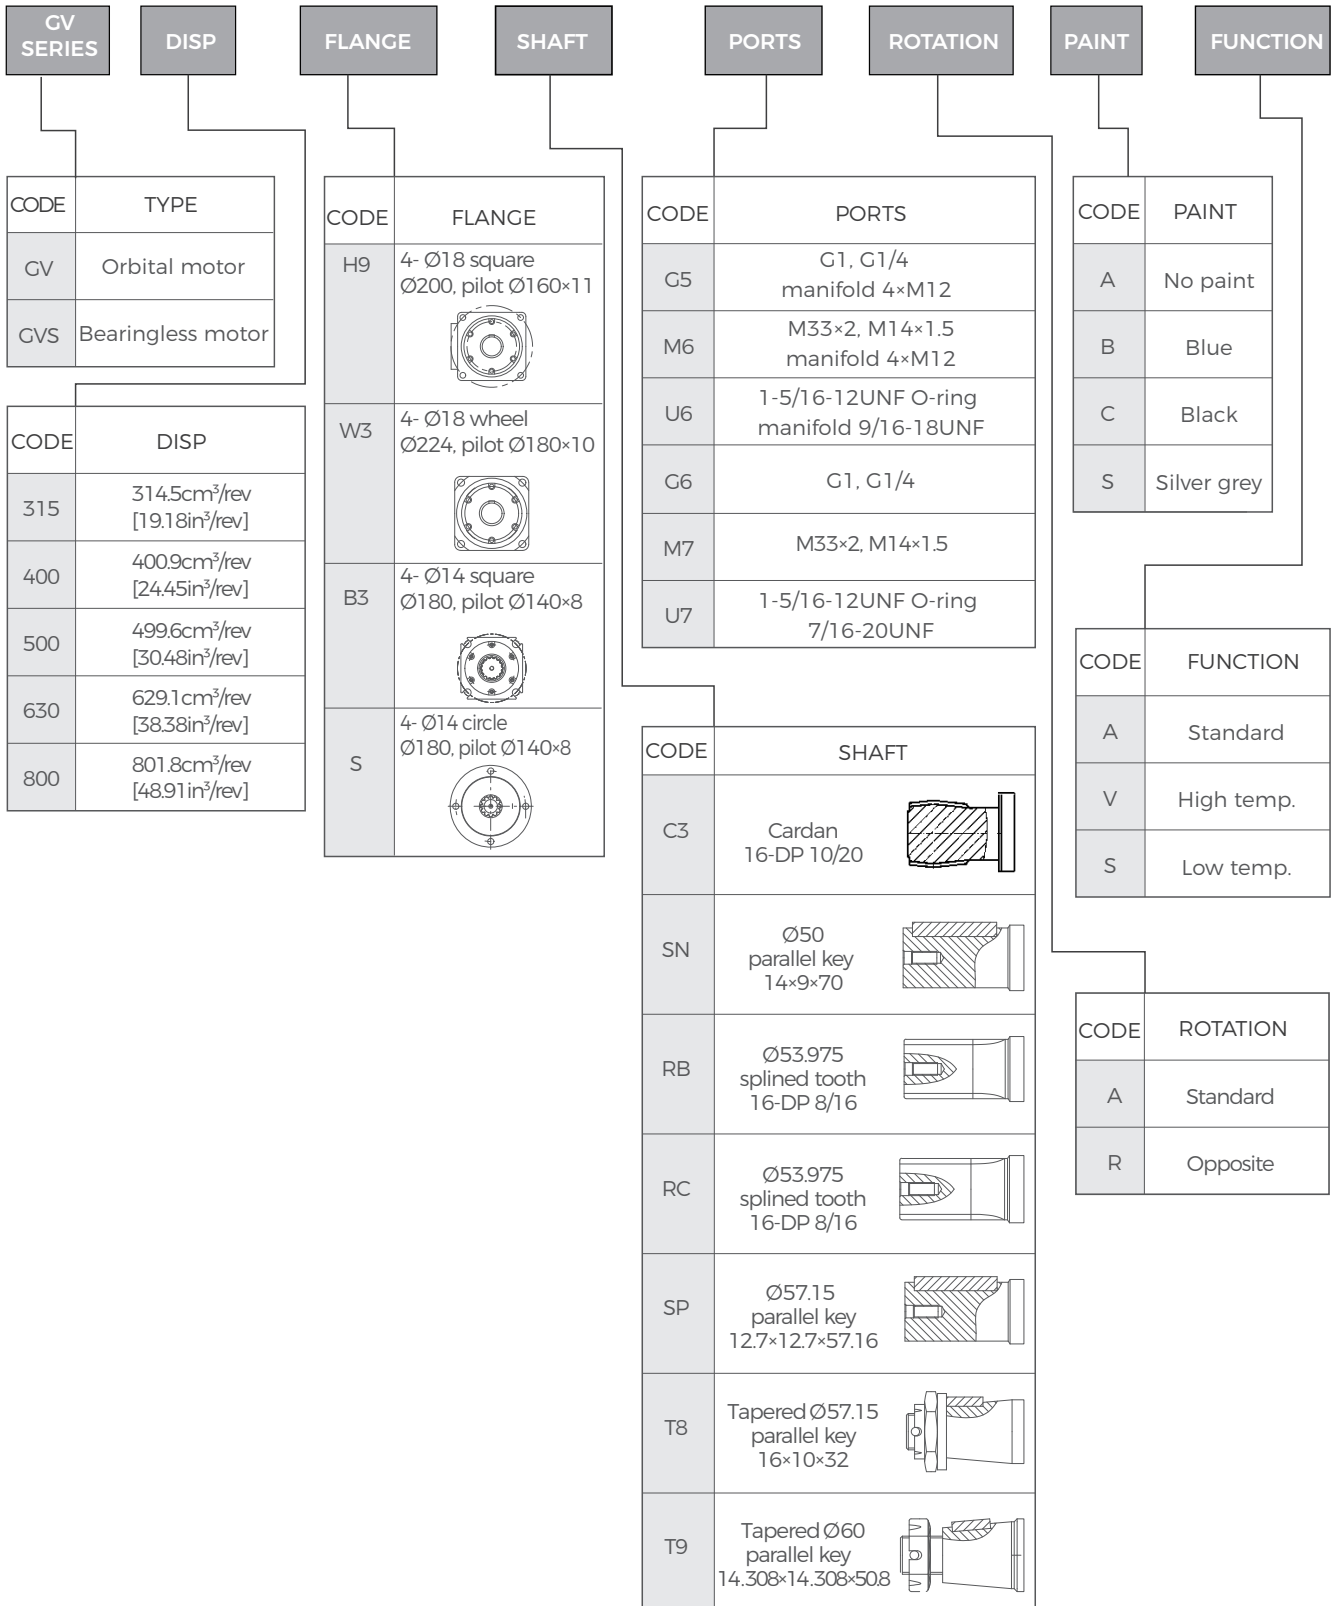 GV
SERIES
DISP
FLANGE
SHAFT
PORTS
ROTATION
PAINT
FUNCTION
CODE TYPE
GV Orbital motor
GVS Bearingless motor
CODE DISP
315 314.5cm³/rev
[19.18in³/rev]
400 400.9cm³/rev
[24.45in³/rev]
500 499.6cm³/rev
[30.48in³/rev]
630 629.1cm³/rev
[38.38in³/rev]
800 801.8cm³/rev
[48.91in³/rev]
CODE FLANGE
H9 4- Ø18 square
Ø200, pilot Ø160×11
W3 4- Ø18 wheel
Ø224, pilot Ø180×10
B3 4- Ø14 square
Ø180, pilot Ø140×8
S 4- Ø14 circle
Ø180, pilot Ø140×8
CODE PORTS
G5 G1, G1/4
manifold 4×M12
M6 M33×2, M14×1.5
manifold 4×M12
U6 1-5/16-12UNF O-ring
manifold 9/16-18UNF
G6 G1, G1/4
M7 M33×2, M14×1.5
U7 1-5/16-12UNF O-ring
7/16-20UNF
CODE SHAFT
C3 Cardan
16-DP 10/20
SN Ø50
parallel key
14×9×70
RB Ø53.975
splined tooth
16-DP 8/16
RC Ø53.975
splined tooth
16-DP 8/16
SP Ø57.15
parallel key
12.7×12.7×57.16
T8 Tapered Ø57.15
parallel key
16×10×32
T9 Tapered Ø60
parallel key
14.308×14.308×50.8
CODE PAINT
A No paint
B Blue
C Black
S Silver grey
CODE FUNCTION
A Standard
V High temp.
S Low temp.
CODE ROTATION
A Standard
R Opposite